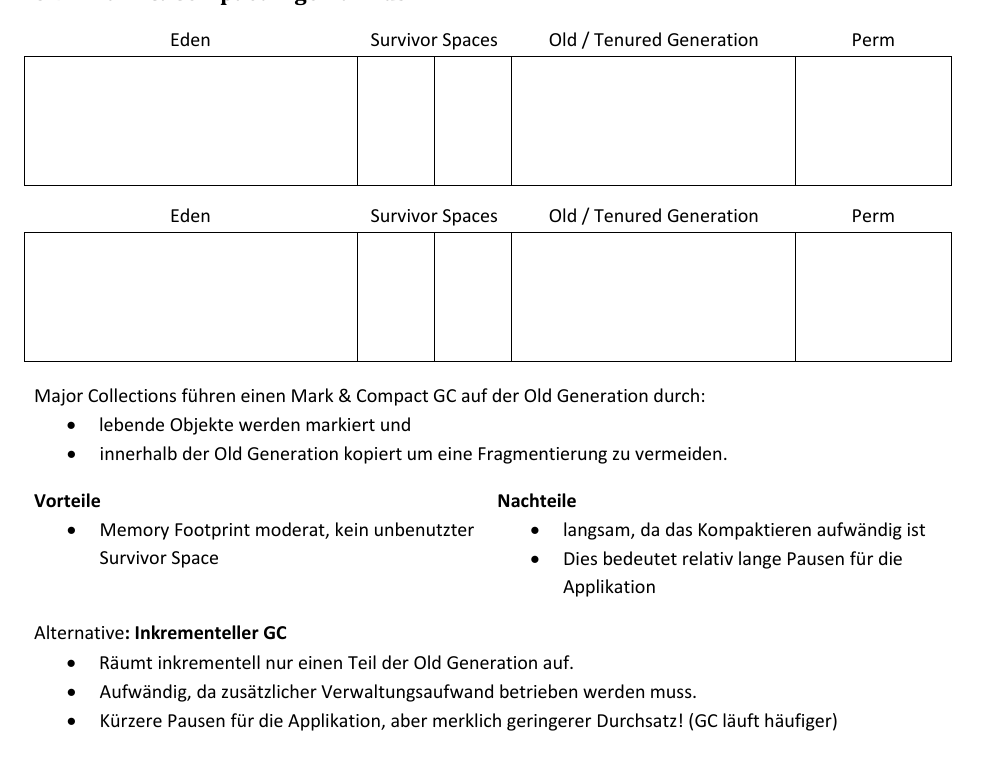 Eden Survivor Spaces Old / Tenured Generation Perm
Eden Survivor Spaces Old / Tenured Generation Perm
Major Collections führen einen Mark & Compact GC auf der Old Generation durch:
• lebende Objekte werden markiert und
• innerhalb der Old Generation kopiert um eine Fragmentierung zu vermeiden.
Vorteile
• Memory Footprint moderat, kein unbenutzter
Survivor Space
Nachteile
• langsam, da das Kompaktieren aufwändig ist
• Dies bedeutet relativ lange Pausen für die
Applikation
Alternative: Inkrementeller GC
• Räumt inkrementell nur einen Teil der Old Generation auf.
• Aufwändig, da zusätzlicher Verwaltungsaufwand betrieben werden muss.
• Kürzere Pausen für die Applikation, aber merklich geringerer Durchsatz! (GC läuft häufiger)